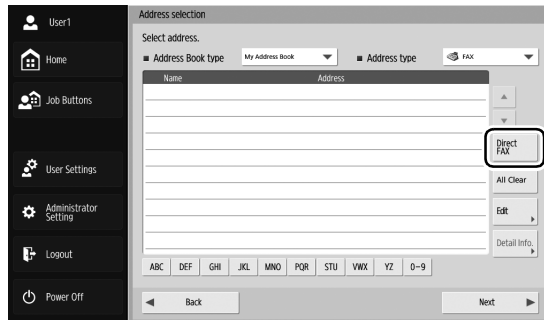 User1
Home
Job Buttons
User Settings
Administrator
Setting
Logout
Power Off
Address selection
Select address.
Address Book type
My Address Book
Address type
FAX
Name Address
Direct
FAX
All Clear
Edit
Detail Info.
ABC DEF GHI JKL MNO PQR STU VWX YZ 0-9
Back
Next